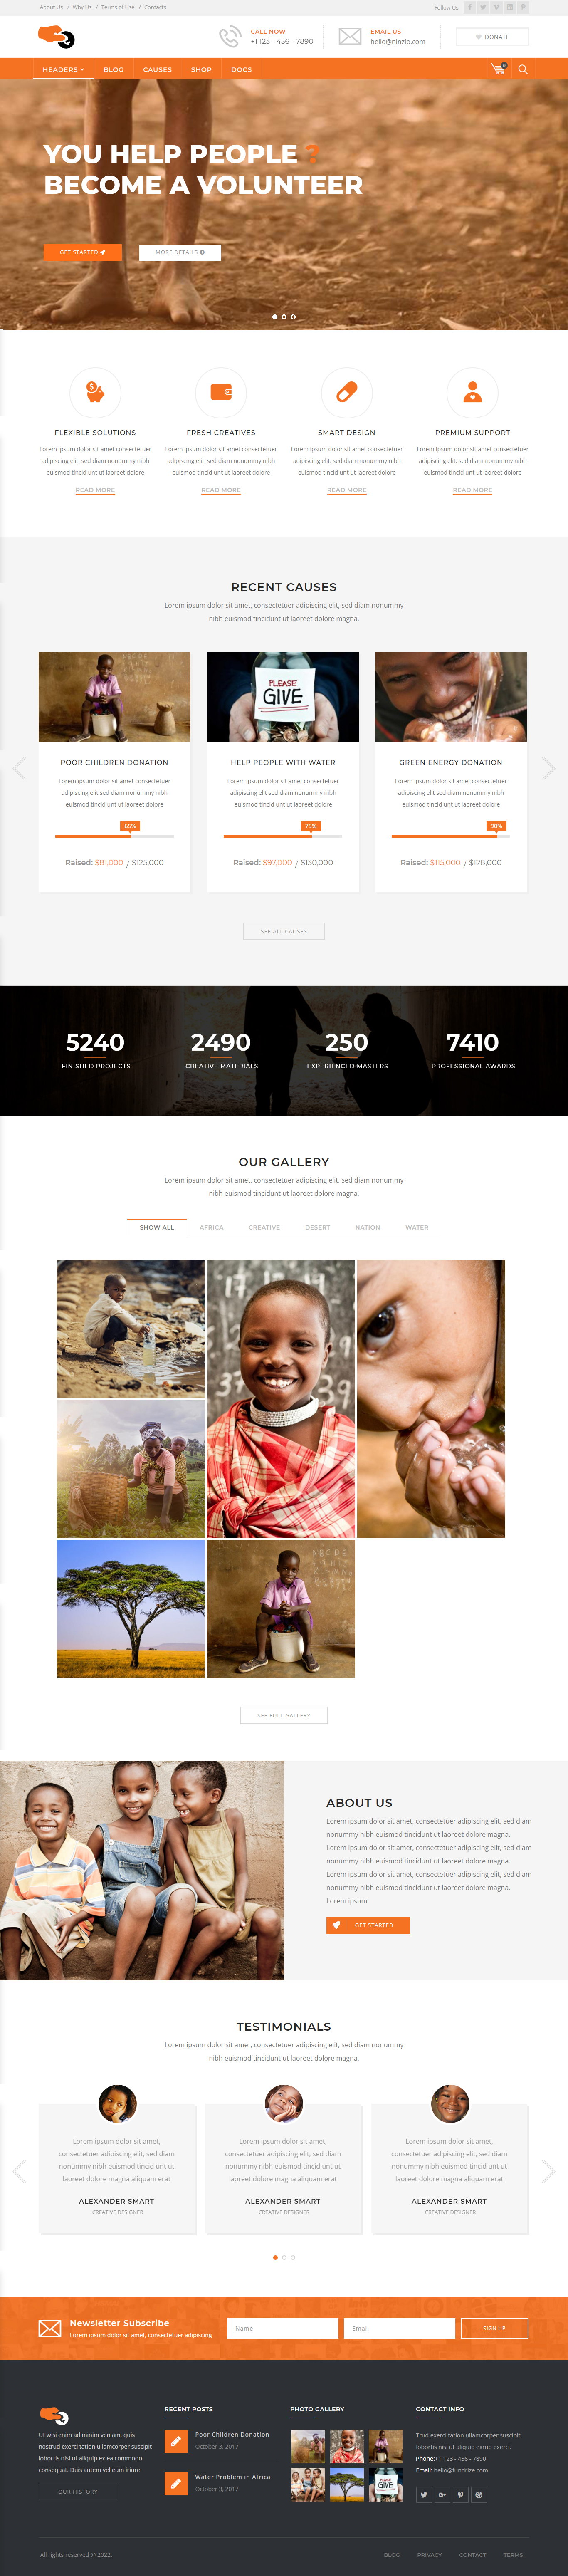 About Us / Why Us / Terms of Use / Contacts
Follow Us
CALL NOW
+1 123 - 456 - 7890
EMAIL US
hello@ninzio.com
DONATE
HEADERS BLOG CAUSES SHOP DOCS
0
YOU HELP PEOPLE ?
BECOME A VOLUNTEER
GET STARTED
MORE DETAILS
FLEXIBLE SOLUTIONS
Lorem ipsum dolor sit amet consectetuer
adipiscing elit, sed diam nonummy nibh
euismod tincid unt ut laoreet dolore
READ MORE
FRESH CREATIVES
Lorem ipsum dolor sit amet consectetuer
adipiscing elit, sed diam nonummy nibh
euismod tincid unt ut laoreet dolore
READ MORE
SMART DESIGN
Lorem ipsum dolor sit amet consectetuer
adipiscing elit, sed diam nonummy nibh
euismod tincid unt ut laoreet dolore
READ MORE
PREMIUM SUPPORT
Lorem ipsum dolor sit amet consectetuer
adipiscing elit, sed diam nonummy nibh
euismod tincid unt ut laoreet dolore
READ MORE
RECENT CAUSES
Lorem ipsum dolor sit amet, consectetuer adipiscing elit, sed diam nonummy
nibh euismod tincidunt ut laoreet dolore magna.
POOR CHILDREN DONATION
Lorem ipsum dolor sit amet consectetuer
adipiscing elit sed diam nonummy nibh
euismod tincid unt ut laoreet dolore
65%
Raised: $81,000 / $125,000
PLEASE
GIVE
HELP PEOPLE WITH WATER
Lorem ipsum dolor sit amet consectetuer
adipiscing elit sed diam nonummy nibh
euismod tincid unt ut laoreet dolore
75%
Raised: $97,000 / $130,000
GREEN ENERGY DONATION
Lorem ipsum dolor sit amet consectetuer
adipiscing elit sed diam nonummy nibh
euismod tincid unt ut laoreet dolore
90%
Raised: $115,000 / $128,000
SEE ALL CAUSES
5240
FINISHED PROJECTS
2490
CREATIVE MATERIALS
250
EXPERIENCED MASTERS
7410
PROFESSIONAL AWARDS
OUR GALLERY
Lorem ipsum dolor sit amet, consectetuer adipiscing elit, sed diam nonummy
nibh euismod tincidunt ut laoreet dolore magna.
SHOW ALL AFRICA CREATIVE DESERT NATION WATER
SEE FULL GALLERY
ABOUT US
Lorem ipsum dolor sit amet, consectetuer adipiscing elit, sed diam
nonummy nibh euismod tincidunt ut laoreet dolore magna.
Lorem ipsum dolor sit amet, consectetuer adipiscing elit, sed diam
nonummy nibh euismod tincidunt ut laoreet dolore magna.
Lorem ipsum dolor sit amet, consectetuer adipiscing elit, sed diam
nonummy nibh euismod tincidunt ut laoreet dolore magna.
Lorem ipsum
GET STARTED
TESTIMONIALS
Lorem ipsum dolor sit amet, consectetuer adipiscing elit, sed diam nonummy
nibh euismod tincidunt ut laoreet dolore magna.
Lorem ipsum dolor sit amet,
consectetuer adipiscing elit, sed diam
nonummy nibh euismod tincid unt ut
laoreet dolore magna aliquam erat
ALEXANDER SMART
CREATIVE DESIGNER
Lorem ipsum dolor sit amet,
consectetuer adipiscing elit, sed diam
nonummy nibh euismod tincid unt ut
laoreet dolore magna aliquam erat
ALEXANDER SMART
CREATIVE DESIGNER
Lorem ipsum dolor sit amet,
consectetuer adipiscing elit, sed diam
nonummy nibh euismod tincid unt ut
laoreet dolore magna aliquam erat
ALEXANDER SMART
CREATIVE DESIGNER
Newsletter Subscribe
Lorem ipsum dolor sit amet, consectetuer adipiscing
Name
Email
SIGN UP
Ut wisi enim ad minim veniam, quis
nostrud exerci tation ullamcorper suscipit
lobortis nisl ut aliquip ex ea commodo
consequat. Duis autem vel eum iriure
OUR HISTORY
RECENT POSTS
Poor Children Donation
October 3, 2017
Water Problem in Africa
October 3, 2017
PHOTO GALLERY
PLEASE
GIVE
CONTACT INFO
Trud exerci tation ullamcorper suscipit
lobortis nisl ut aliquip exrud exerci.
Phone:+1 123 - 456 - 7890
Email: hello@fundrize.com
All rights reserved @ 2022.
BLOG PRIVACY CONTACT TERMS